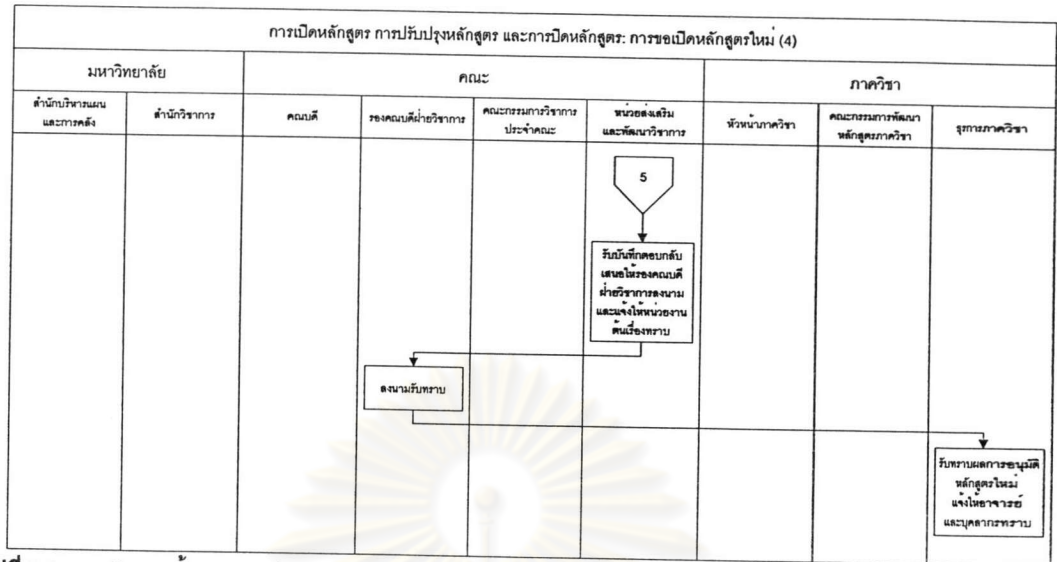 การเปิดหลักสูตร การปรับปรุงหลักสูตร และการปิดหลักสูตร: การขอเปิดหลักสูตรใหม่ (4)
มหาวิทยาลัย
คณะ
ภาควิชา
สำนักบริหารแผน
และการคลัง
สำนักวิชาการ
คณบดี
รองคณบดีฝ่ายวิชาการ
คณะกรรมการวิชาการ
ประจำคณะ
หน่วยส่งเสริม
และพัฒนาวิชาการ
หัวหน้าภาควิชา
คณะกรรมการพัฒนา
หลักสูตรภาควิชา
ธุรการภาควิชา
5
รับบันทึกตอบกลับ
เสนอให้รองคณบดี
ฝ่ายวิชาการลงนาม
และแจ้งให้หน่วยงาน
ต้นเรื่องทราบ
ลงนามรับทราบ
รับทราบผลการอนุมัติ
หลักสูตรใหม่
แจ้งให้อาจารย์
และบุคลากรทราบ